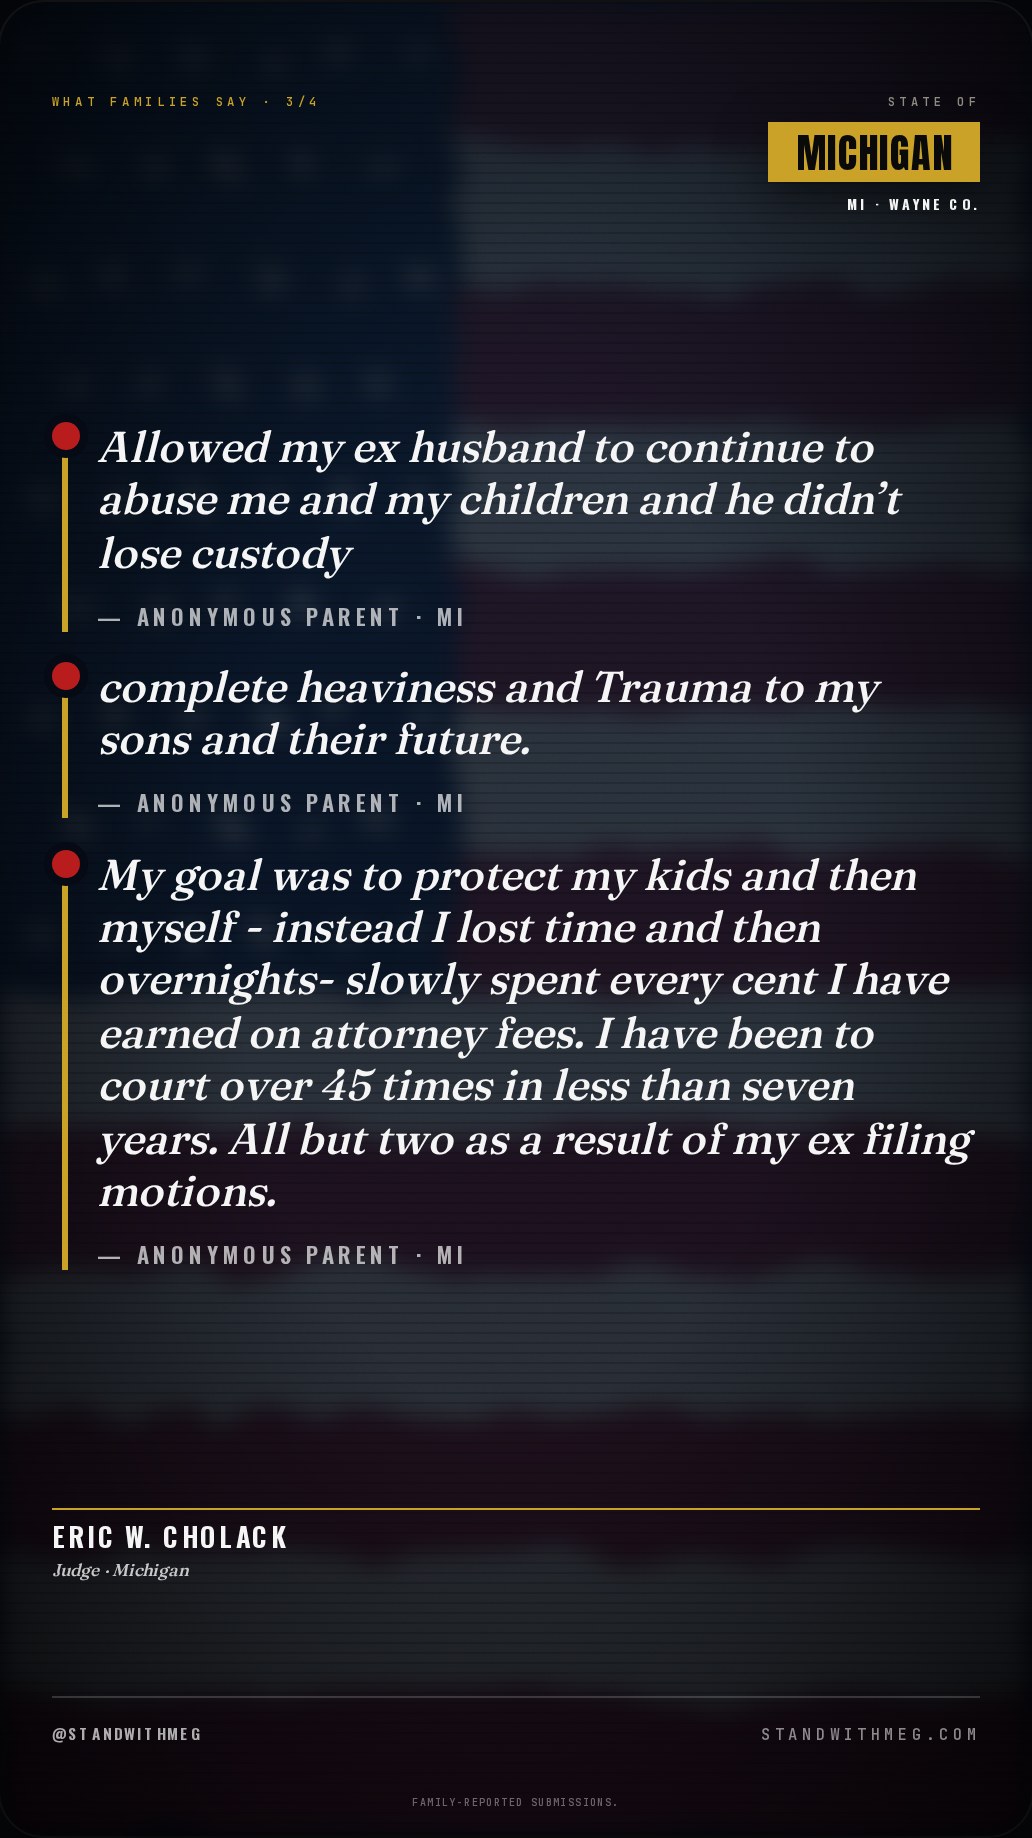 WHAT FAMILIES SAY · 3/4
STATE OF
MICHIGAN
MI · WAYNE CO.
Allowed my ex husband to continue to
abuse me and my children and he didn’t
lose custody
— ANONYMOUS PARENT · MI
complete heaviness and Trauma to my
sons and their future.
— ANONYMOUS PARENT · MI
My goal was to protect my kids and then
myself - instead I lost time and then
overnights- slowly spent every cent I have
earned on attorney fees. I have been to
court over 45 times in less than seven
years. All but two as a result of my ex filing
motions.
— ANONYMOUS PARENT · MI
ERIC W. CHOLACK
Judge · Michigan
@STANDWITHMEG
STANDWITHMEG.COM
FAMILY-REPORTED SUBMISSIONS.